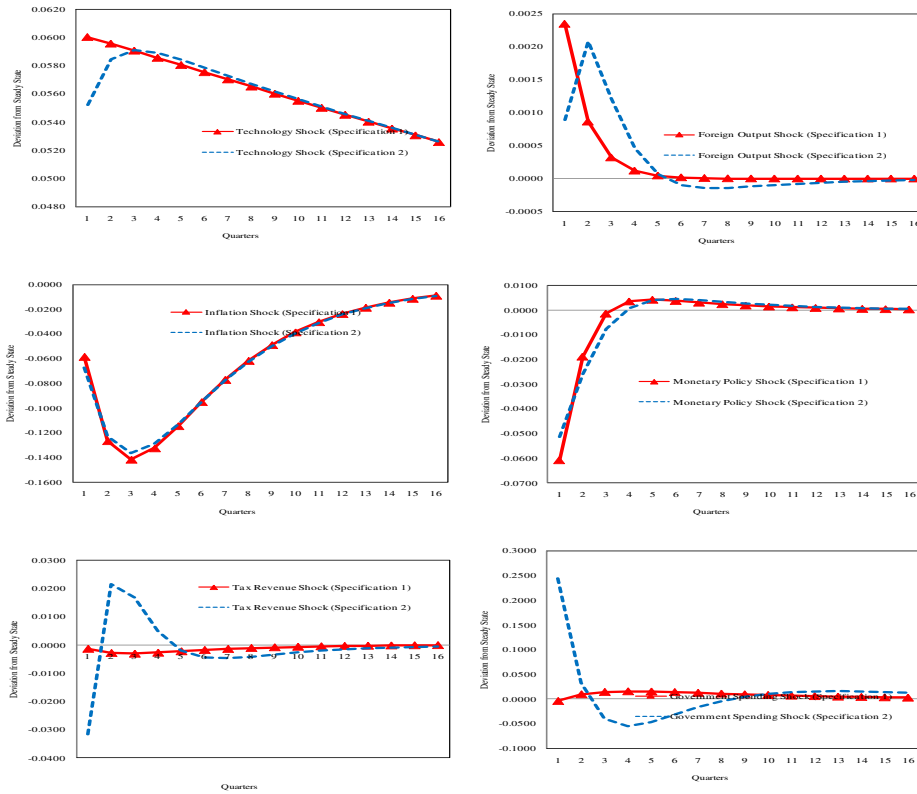 0.0620
0.0600
0.0580
0.0560
0.0540
0.0520
0.0500
0.0480
Deviation from Steady State
Technology Shock (Specification 1)
Technology Shock (Specification 2)
1 2 3 4 5 6 7 8 9 10 11 12 13 14 15 16
Quarters
0.0025
0.0020
0.0015
0.0010
0.0005
0.0000
-0.0005
Deviation from Steady State
Foreign Output Shock (Specification 1)
Foreign Output Shock (Specification 2)
1 2 3 4 5 6 7 8 9 10 11 12 13 14 15 16
Quarters
0.0000
-0.0200
-0.0400
-0.0600
-0.0800
-0.1000
-0.1200
-0.1400
-0.1600
Deviation from Steady State
Inflation Shock (Specification 1)
Inflation Shock (Specification 2)
1 2 3 4 5 6 7 8 9 10 11 12 13 14 15 16
Quarters
0.0100
0.0000
-0.0100
-0.0200
-0.0300
-0.0400
-0.0500
-0.0600
-0.0700
Deviation from Steady State
Monetary Policy Shock (Specification 1)
Monetary Policy Shock (Specification 2)
1 2 3 4 5 6 7 8 9 10 11 12 13 14 15 16
Quarters
0.0300
0.0200
0.0100
0.0000
-0.0100
-0.0200
-0.0300
-0.0400
Deviation from Steady State
Tax Revenue Shock (Specification 1)
Tax Revenue Shock (Specification 2)
1 2 3 4 5 6 7 8 9 10 11 12 13 14 15 16
Quarters
0.3000
0.2500
0.2000
0.1500
0.1000
0.0500
0.0000
-0.0500
-0.1000
Deviation from Steady State
Government Spending Shock (Specification 1)
Government Spending Shock (Specification 2)
1 2 3 4 5 6 7 8 9 10 11 12 13 14 15 16
Quarters